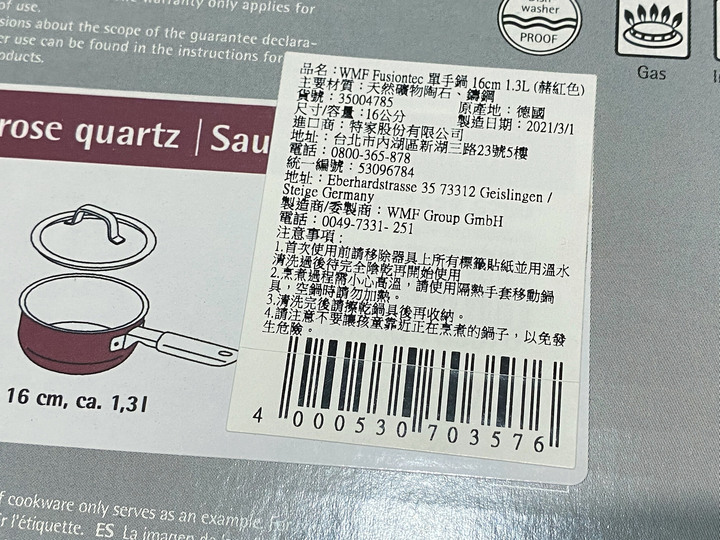 warranty only applies for
of use.
sions about the scope of the guarantee declara-
er use can be found in the instructions for
oducts.
washer
PROOF
Gas
rose quartz | Sau
16 cm, ca. 1,3 l
品名:WMF Fusiontec 單手鍋 16cm 1.3L (赭紅色)
主要材質:天然礦物陶石、鑄鋼
貨號:35004785 原產地:德國
尺寸/容量:16公分 製造日期:2021/3/1
進口商:特家股份有限公司
地址:台北市內湖區新湖三路23號5樓
電話:0800-365-878
統一編號:53096784
地址:Eberhardstrasse 35 73312 Geislingen /
Steige Germany
製造商/委製商:WMF Group GmbH
電話:0049-7331- 251
注意事項:
1.首次使用前請移除器具上所有標籤貼紙並用溫水
清洗過後待完全陰乾再開始使用
2.烹煮過程需小心高溫,請使用隔熱手套移動鍋
具,空鍋時請勿加熱。
3.清洗完後請擦乾鍋具後再收納。
4.請注意不要讓孩童靠近正在烹煮的鍋子,以免發
生危險。
4 000530 703576
f cookware only serves as an example. For
ir l'étiquette. ES La imagen de